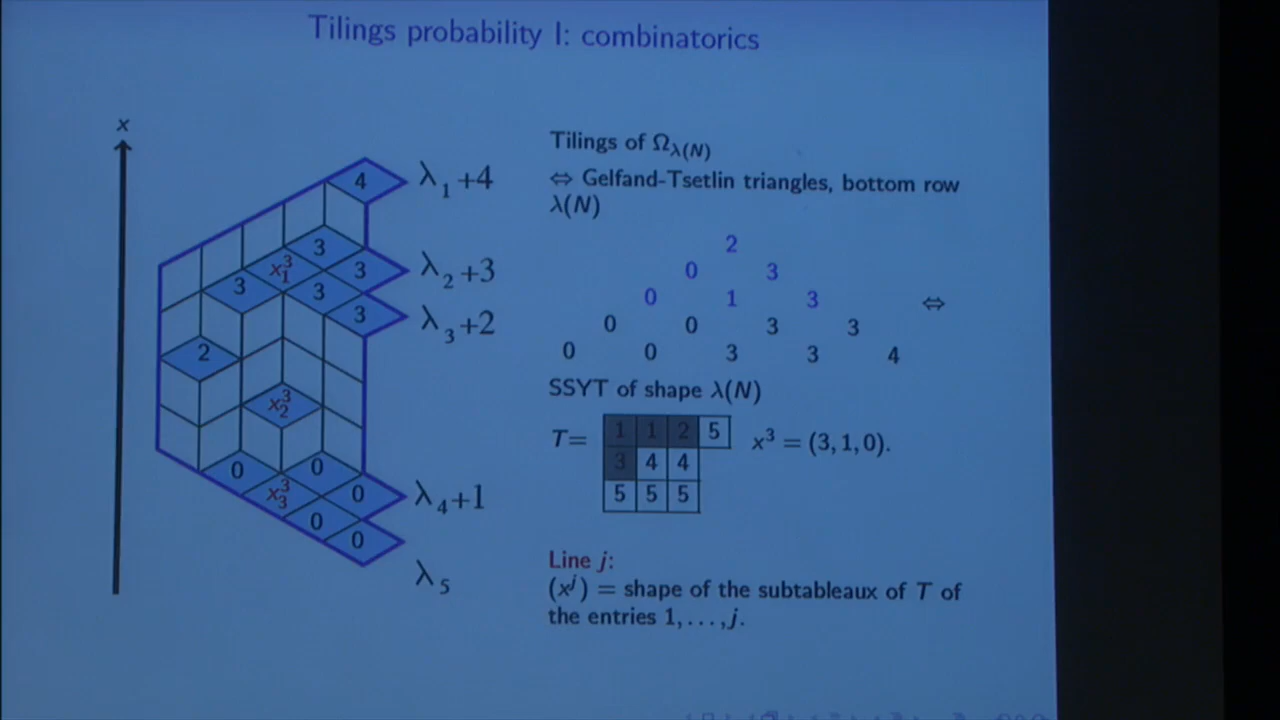 Tilings probability I: combinatorics
x
4
λ₁+4
3
x₁³
3
λ₂+3
3
3
3
λ₃+2
2
x₂³
0
0
x₃³
0
λ₄+1
0
0
λ₅
Tilings of Ω_λ(N)
⇔ Gelfand-Tsetlin triangles, bottom row
λ(N)
2
0 3
0 1 3
0 0 3 3
0 0 3 3 4
⇔
SSYT of shape λ(N)
T=
1 1 2 5
3 4 4
5 5 5
x³ = (3, 1, 0).
Line j:
(xʲ) = shape of the subtableaux of T of
the entries 1, . . . , j.